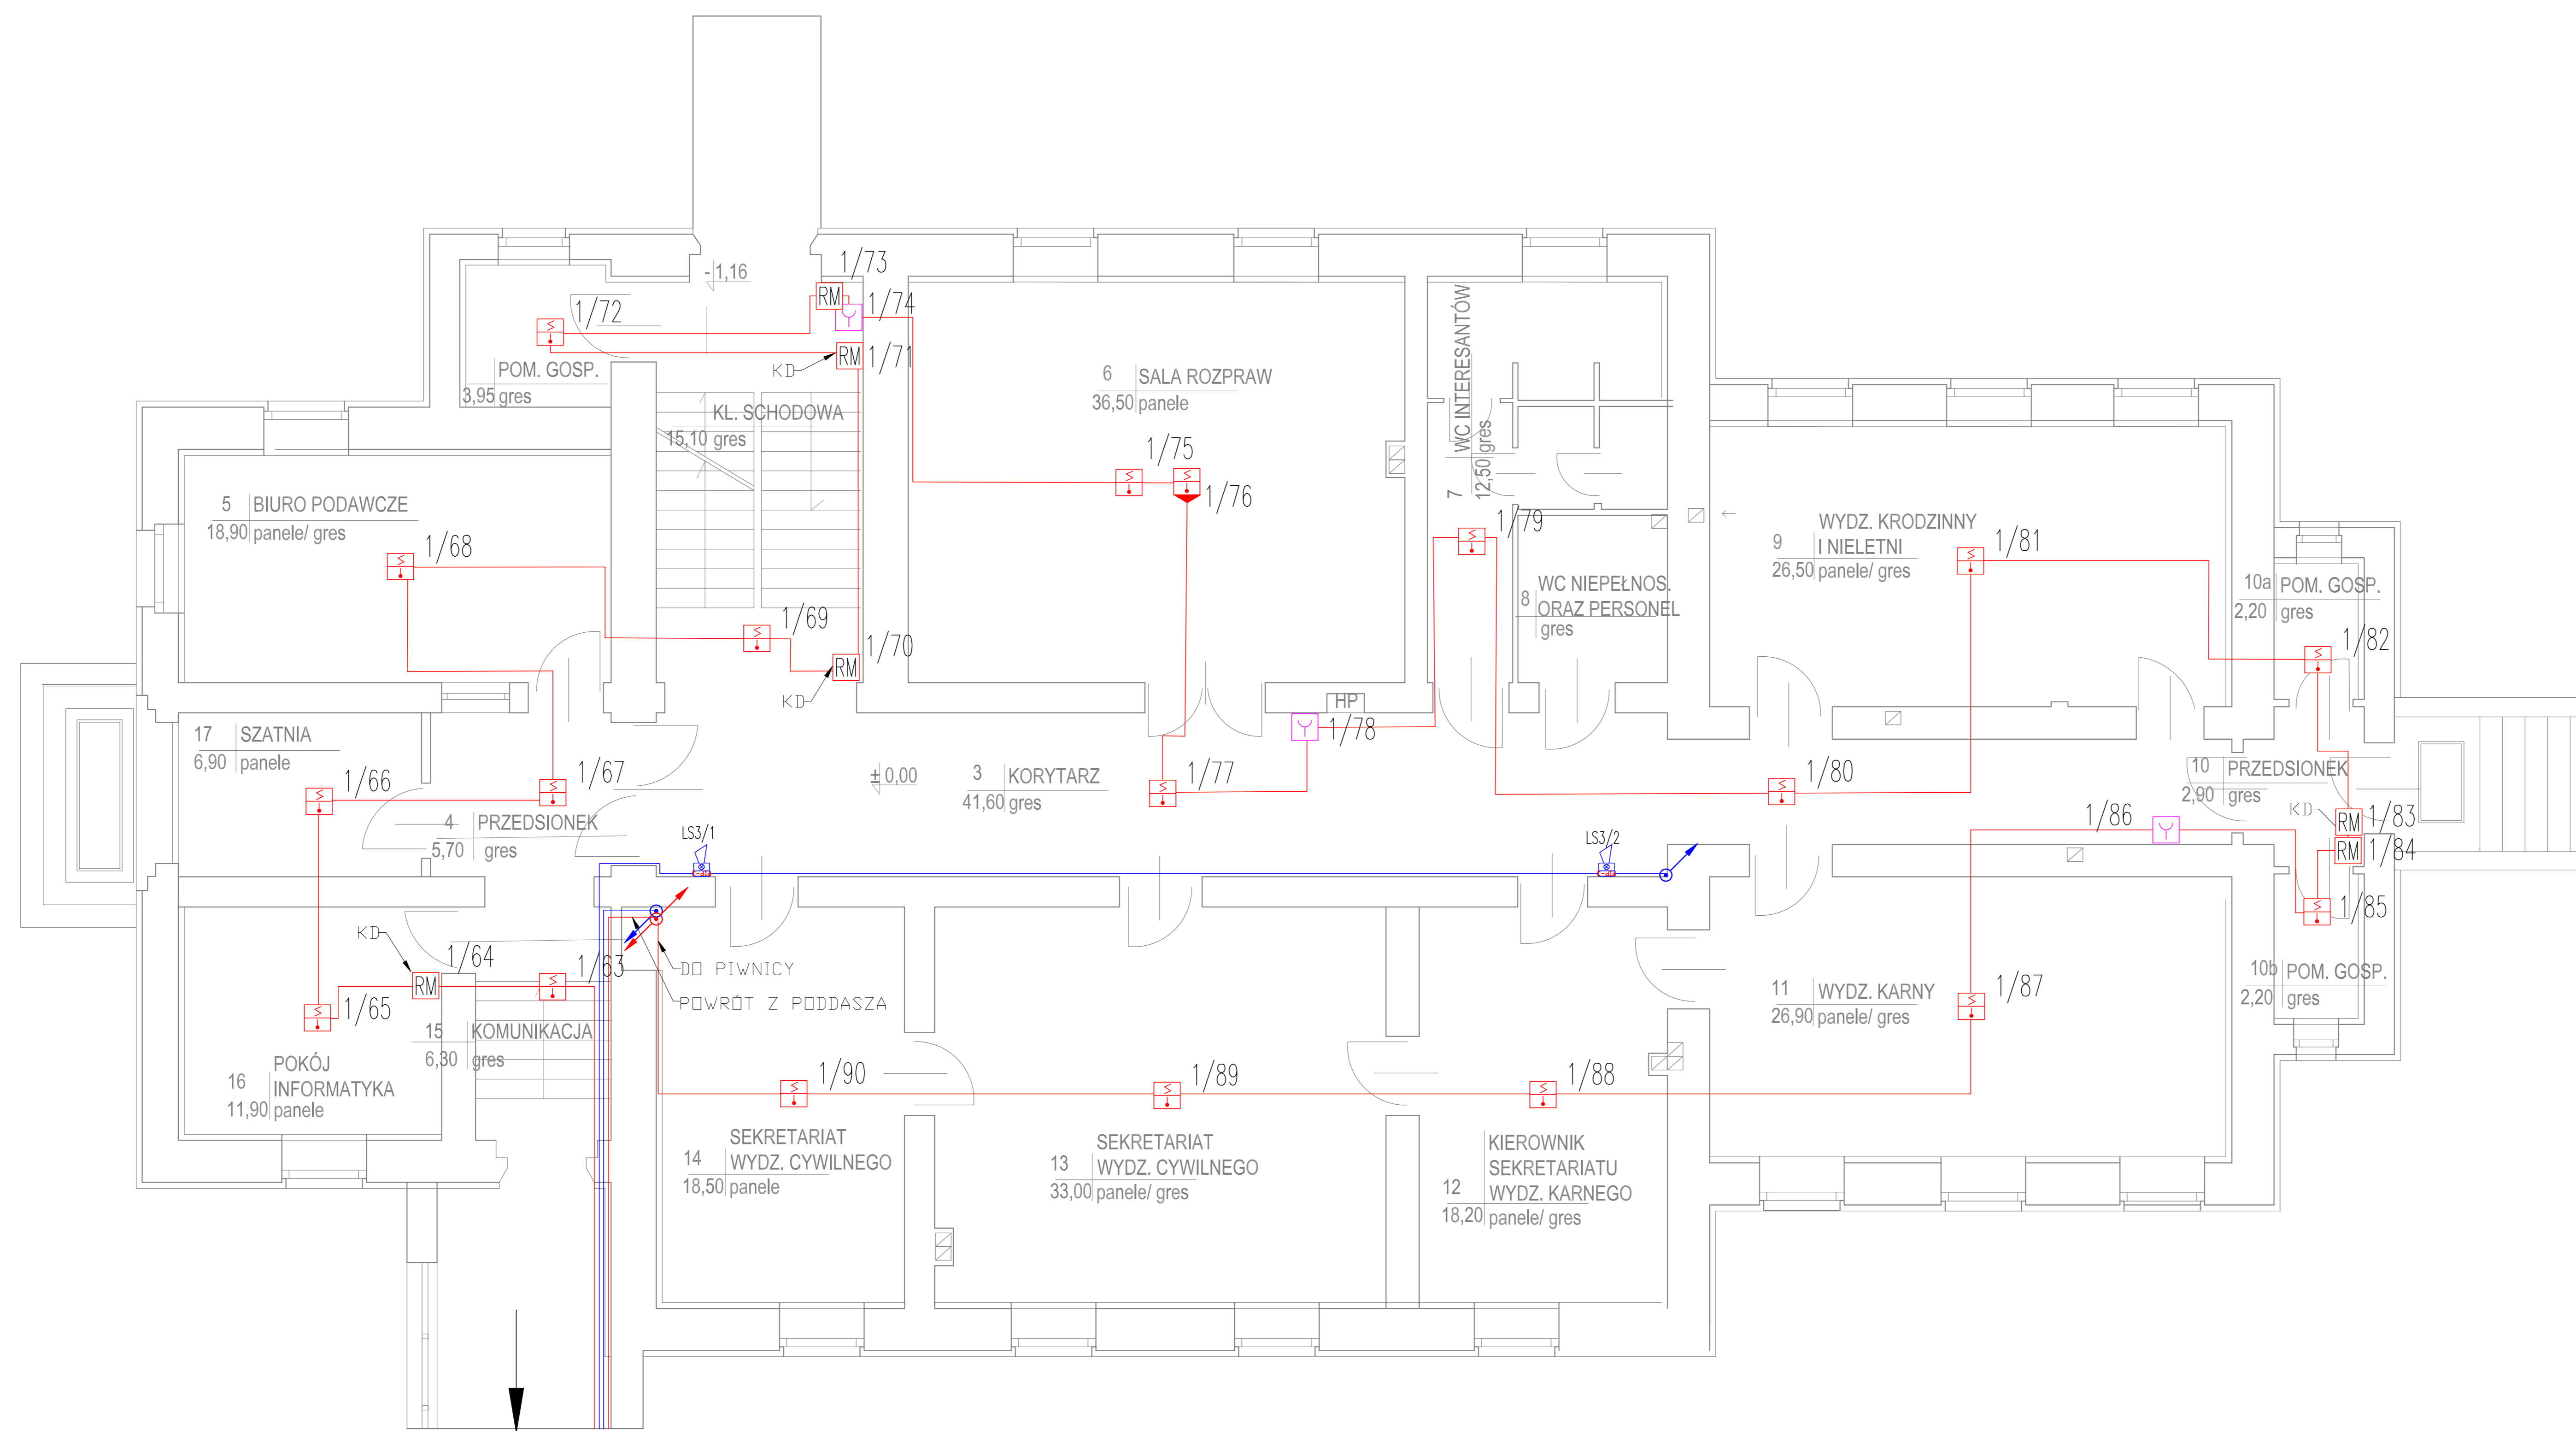 1/73
- 1,16
RM
1/72
1/74
RM
1/71
KD
POM. GOSP.
3,95 gres
KL. SCHODOWA
15,10 gres
6 SALA ROZPRAW
36,50 panele
7 WC INTERESANTÓW
12,50 gres
1/75
1/76
5 BIURO PODAWCZE
18,90 panele/ gres
1/68
1/79
WYDZ. KRODZINNY
9 I NIELETNI
26,50 panele/ gres
1/81
WC NIEPEŁNOS.
8 ORAZ PERSONEL
gres
10a POM. GOSP.
2,20 gres
1/69
1/70
RM
KD
1/82
HP
17 SZATNIA
6,90 panele
1/78
1/66
1/67
± 0,00
3 KORYTARZ
41,60 gres
1/77
1/80
10 PRZEDSIONEK
2,90 gres
4 PRZEDSIONEK
5,70 gres
LS3/1
LS3/2
1/86
KD
RM
1/83
RM
1/84
1/85
KD
1/64
1/63
RM
DO PIWNICY
POWRÓT Z PODDASZA
1/65
15 KOMUNIKACJA
6,30 gres
10b POM. GOSP.
2,20 gres
11 WYDZ. KARNY
26,90 panele/ gres
1/87
POKÓJ
16 INFORMATYKA
11,90 panele
1/90
1/89
1/88
SEKRETARIAT
14 WYDZ. CYWILNEGO
18,50 panele
SEKRETARIAT
13 WYDZ. CYWILNEGO
33,00 panele/ gres
KIEROWNIK
SEKRETARIATU
12 WYDZ. KARNEGO
18,20 panele/ gres